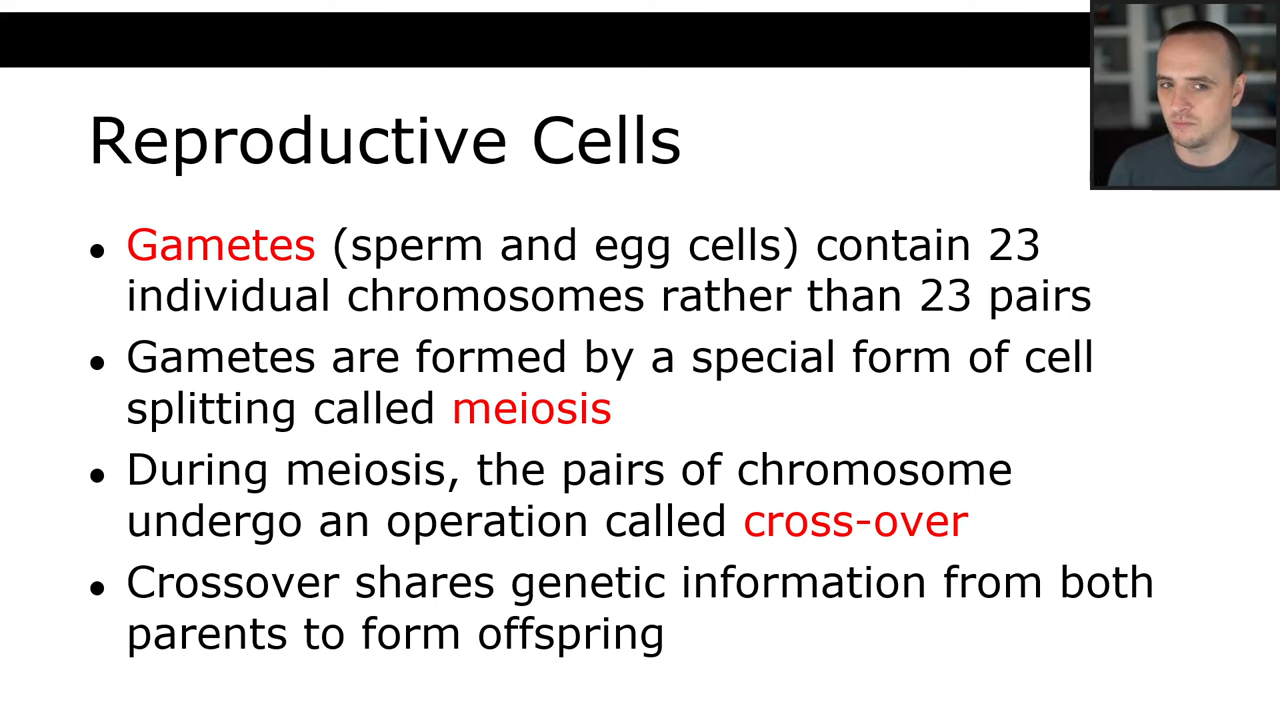 Reproductive Cells
• Gametes (sperm and egg cells) contain 23
individual chromosomes rather than 23 pairs
• Gametes are formed by a special form of cell
splitting called meiosis
• During meiosis, the pairs of chromosome
undergo an operation called cross-over
• Crossover shares genetic information from both
parents to form offspring